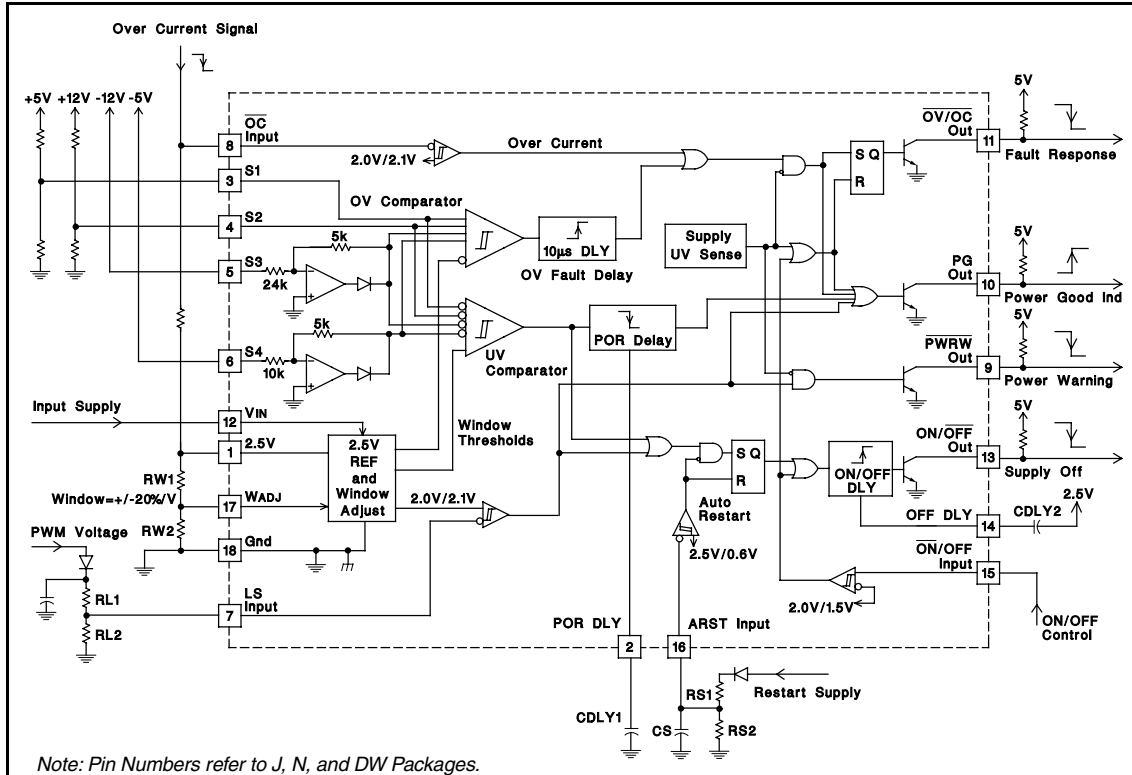 Over Current Signal
+5V
+12V
-12V
-5V
OC
Input
8
S1
3
S2
4
S3
5
24k
5k
S4
6
10k
5k
2.0V/2.1V
Over Current
OV Comparator
10µs DLY
OV Fault Delay
UV
Comparator
POR Delay
Supply
UV Sense
S Q
R
OV/OC
Out
11
5V
Fault Response
PG
Out
10
5V
Power Good Ind
PWRW
Out
9
5V
Power Warning
Input Supply
VIN
12
2.5V
1
RW1
Window=+/-20%/V
WADJ
17
RW2
Gnd
18
2.5V
REF
and
Window
Adjust
Window
Thresholds
2.0V/2.1V
PWM Voltage
RL1
RL2
LS
Input
7
S Q
R
Auto
Restart
2.5V/0.6V
ON/OFF
DLY
ON/OFF
Out
13
5V
Supply Off
OFF DLY
14
CDLY2
2.5V
ON/OFF
Input
15
2.0V/1.5V
ON/OFF
Control
POR DLY
2
ARST Input
16
CDLY1
CS
RS1
RS2
Restart Supply
Note: Pin Numbers refer to J, N, and DW Packages.